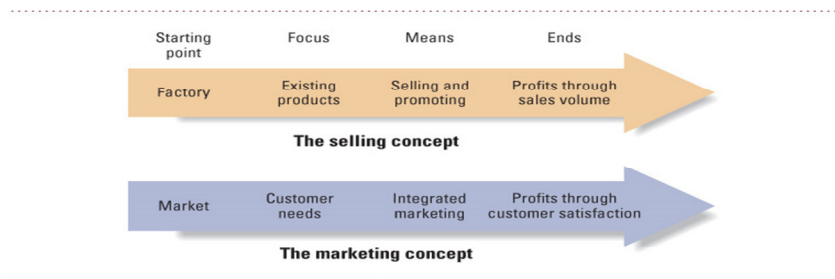 Starting point Focus Means Ends
Factory Existing products Selling and promoting Profits through sales volume
The selling concept
Market Customer needs Integrated marketing Profits through customer satisfaction
The marketing concept